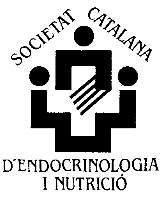 SOCIETAT CATALANA
D'ENDOCRINOLOGIA
I NUTRICIÓ